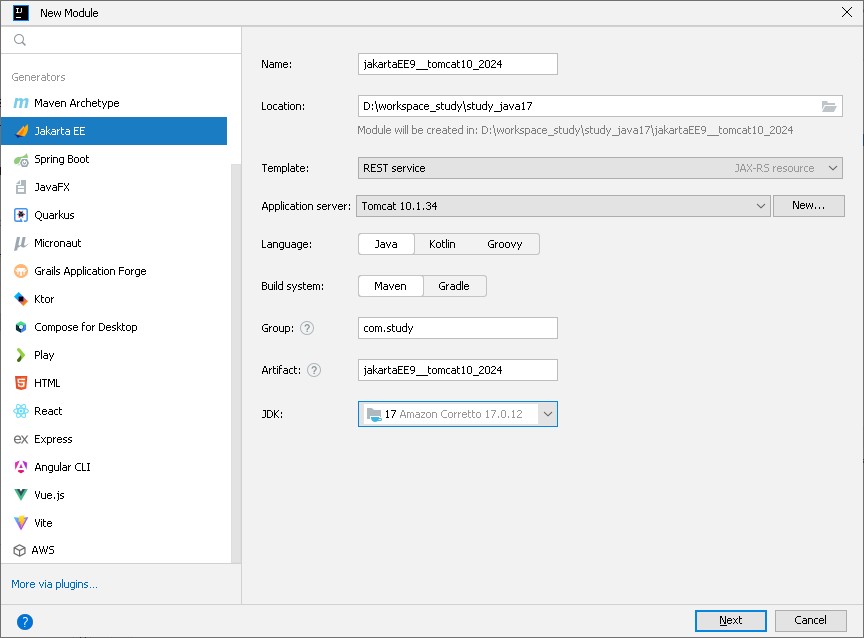 New Module
Generators
Maven Archetype
Jakarta EE
Spring Boot
JavaFX
Quarkus
Micronaut
Grails Application Forge
Ktor
Compose for Desktop
Play
HTML
React
Express
Angular CLI
Vue.js
Vite
AWS
More via plugins...
Name: jakartaEE9__tomcat10_2024
Location: D:\workspace_study\study_java17
Module will be created in: D:\workspace_study\study_java17\jakartaEE9__tomcat10_2024
Template: REST service JAX-RS resource
Application server: Tomcat 10.1.34 New...
Language: Java Kotlin Groovy
Build system: Maven Gradle
Group: ? com.study
Artifact: ? jakartaEE9__tomcat10_2024
JDK: 17 Amazon Corretto 17.0.12
? Next Cancel